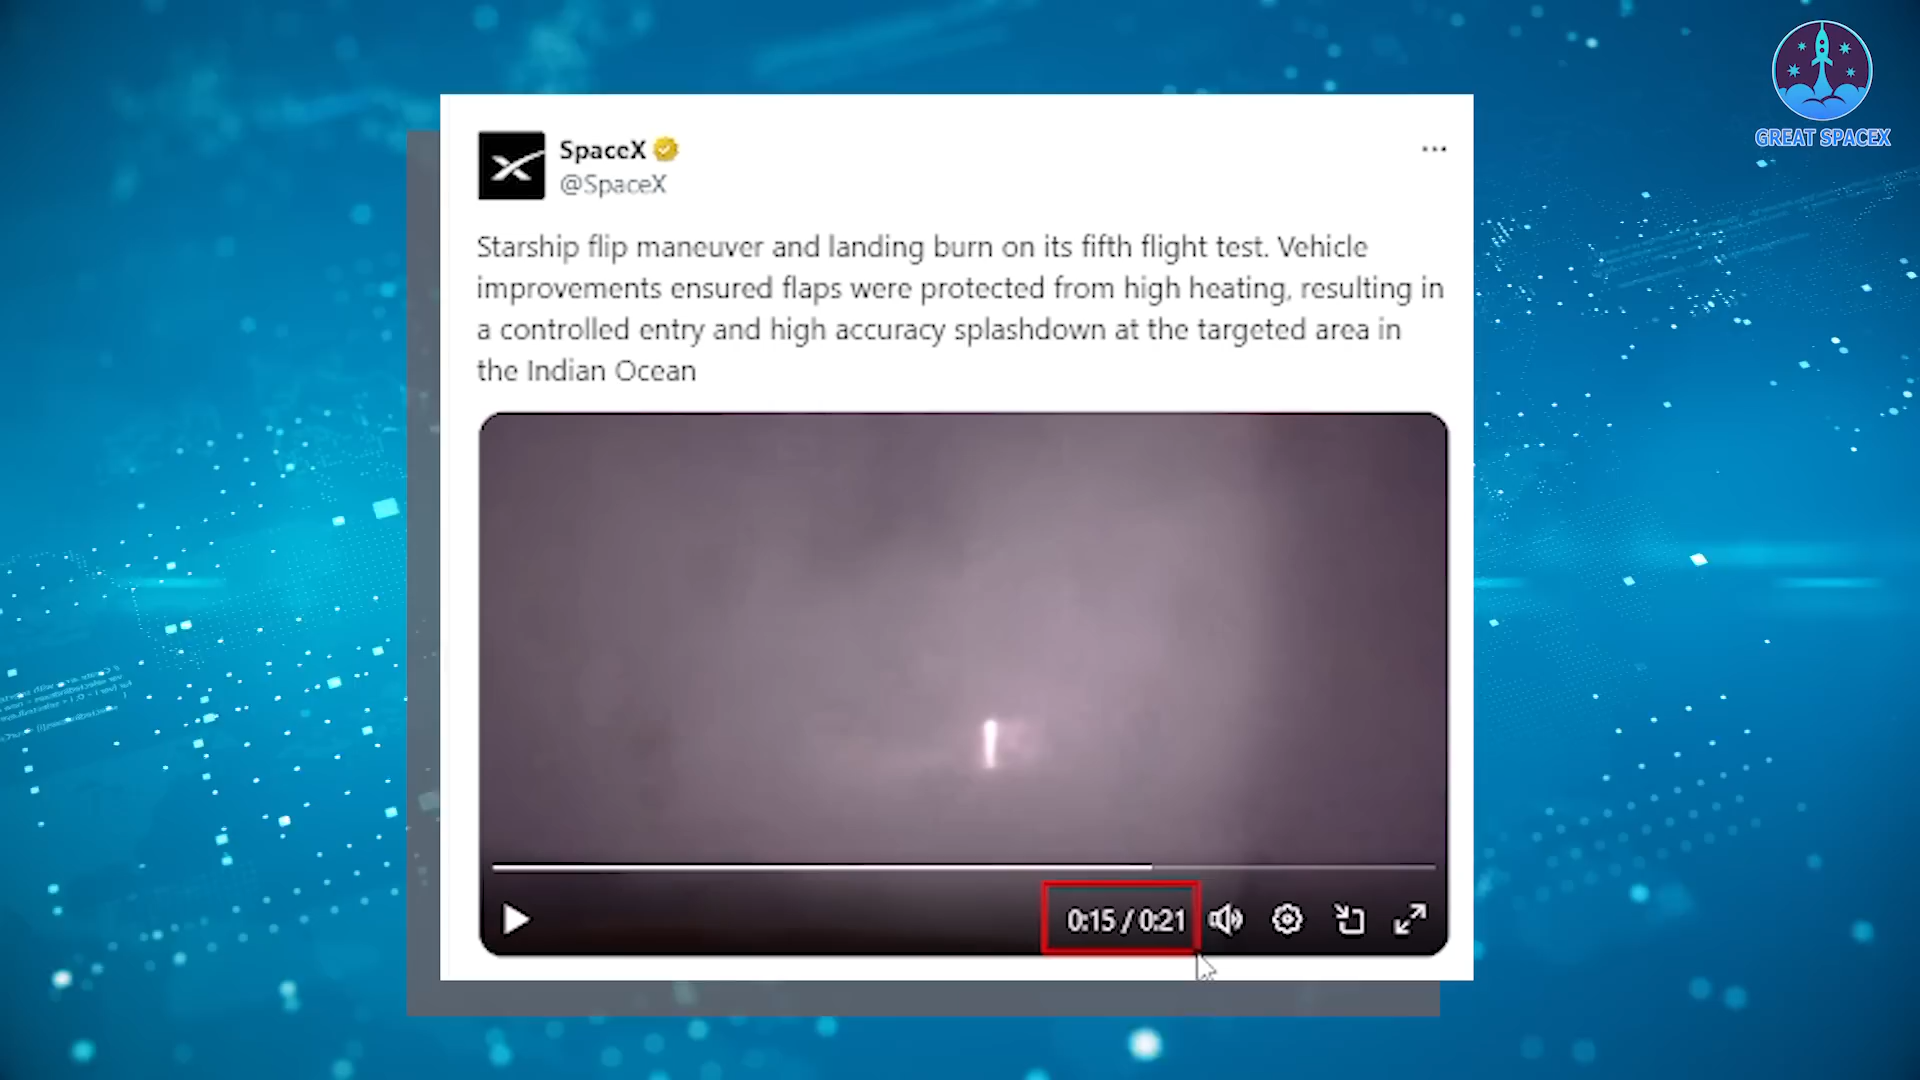 GREAT SPACEX
SpaceX
@SpaceX
Starship flip maneuver and landing burn on its fifth flight test. Vehicle
improvements ensured flaps were protected from high heating, resulting in
a controlled entry and high accuracy splashdown at the targeted area in
the Indian Ocean
0:15 / 0:21